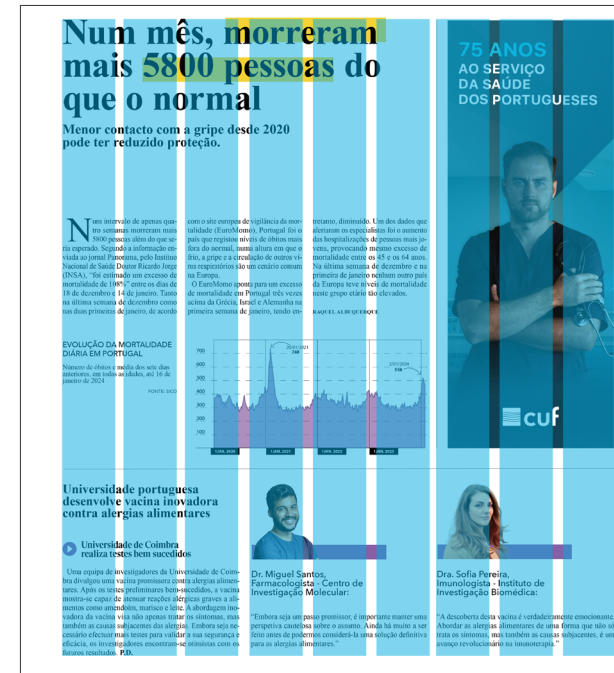 Num mês, morreram
mais 5800 pessoas do
que o normal
Menor contacto com a gripe desde 2020
pode ter reduzido proteção.
Num intervalo de apenas qua-
tro semanas morreram mais
5800 pessoas além do que se-
ria esperado. Segundo a informação en-
viada ao jornal Panorama, pelo Instituto
Nacional de Saúde Doutor Ricardo Jorge
(INSA), “foi estimado um excesso de
mortalidade de 108%” entre os dias de
18 de dezembro e 14 de janeiro. Tanto
na última semana de dezembro como
nas duas primeiras de janeiro, de acordo
com o site europeu de vigilância da mor-
talidade (EuroMomo), Portugal foi o
país que registou níveis de óbitos mais
fora do normal, numa altura em que o
frio, a gripe e a circulação de outros ví-
rus respiratórios são um cenário comum
na Europa.
O EuroMomo aponta para um excesso
de mortalidade em Portugal três vezes
acima da Grécia, Israel e Alemanha na
primeira semana de janeiro, tendo en-
tretanto, diminuído. Um dos dados que
alertaram os especialistas foi o aumento
das hospitalizações de pessoas mais jo-
vens, provocando mesmo excesso de
mortalidade entre os 45 e os 64 anos.
Na última semana de dezembro e na
primeira de janeiro nenhum outro país
da Europa teve níveis de mortalidade
neste grupo etário tão elevados.
RAQUEL ALBUQUERQUE
75 ANOS
AO SERVIÇO
DA SAÚDE
DOS PORTUGUESES
cuf
EVOLUÇÃO DA MORTALIDADE
DIÁRIA EM PORTUGAL
Número de óbitos e média dos sete dias
anteriores, em todas as idades, até 16 de
janeiro de 2024
FONTE: SICO
700
600
500
400
300
200
100
20/01/2021
748
538
1 JAN, 2020
1 JAN, 2021
1 JAN, 2022
1 JAN, 2023
Universidade portuguesa
desenvolve vacina inovadora
contra alergias alimentares
Universidade de Coimbra
realiza testes bem sucedidos
Uma equipa de investigadores da Universidade de Coim-
bra divulgou uma vacina promissora contra alergias alimen-
tares. Após os testes preliminares bem-sucedidos, a vacina
mostra-se capaz de atenuar reações alérgicas graves a ali-
mentos como amendoim, marisco e leite. A abordagem ino-
vadora da vacina visa não apenas tratar os sintomas, mas
também as causas subjacentes das alergias. Embora seja ne-
cessário efectuar mais testes para validar a sua segurança e
eficácia, os investigadores encontram-se otimistas com os
futuros resultados. P.D.
Dr. Miguel Santos,
Farmacologista - Centro de
Investigação Molecular:
“Embora seja um passo promissor, é importante manter uma
perspetiva cautelosa sobre o assunto. Ainda há muito a ser
feito antes de podermos considerá-la uma solução definitiva
para as alergias alimentares.”
Dra. Sofia Pereira,
Imunologista - Instituto de
Investigação Biomédica:
“A descoberta desta vacina é verdadeiramente emocionante.
Abordar as alergias alimentares de uma forma que não só
trata os sintomas, mas também as causas subjacentes, é um
avanço revolucionário na imunoterapia.”